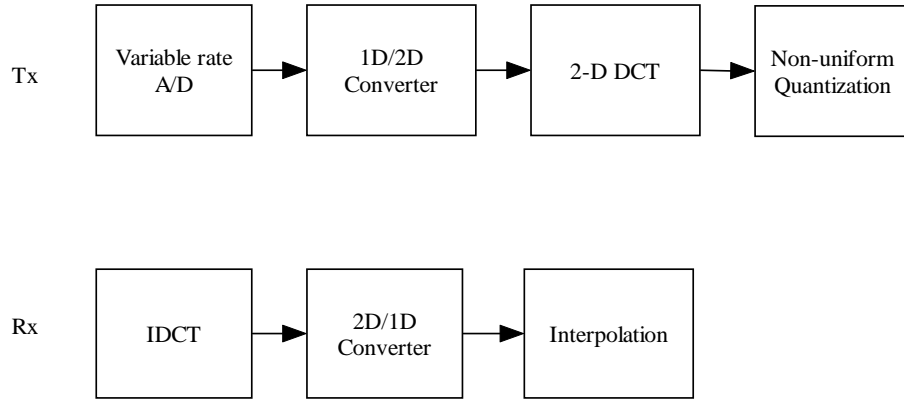 Tx
Variable rate
A/D
1D/2D
Converter
2-D DCT
Non-uniform
Quantization
Rx
IDCT
2D/1D
Converter
Interpolation